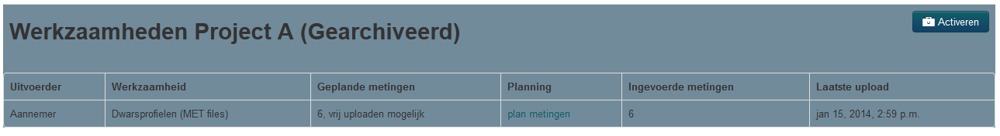 Werkzaamheden Project A (Gearchiveerd)
Activeren
Uitvoerder Werkzaamheid Geplande metingen Planning Ingevoerde metingen Laatste upload
Aannemer Dwarsprofielen (MET files) 6, vrij uploaden mogelijk plan metingen 6 jan 15, 2014, 2:59 p.m.